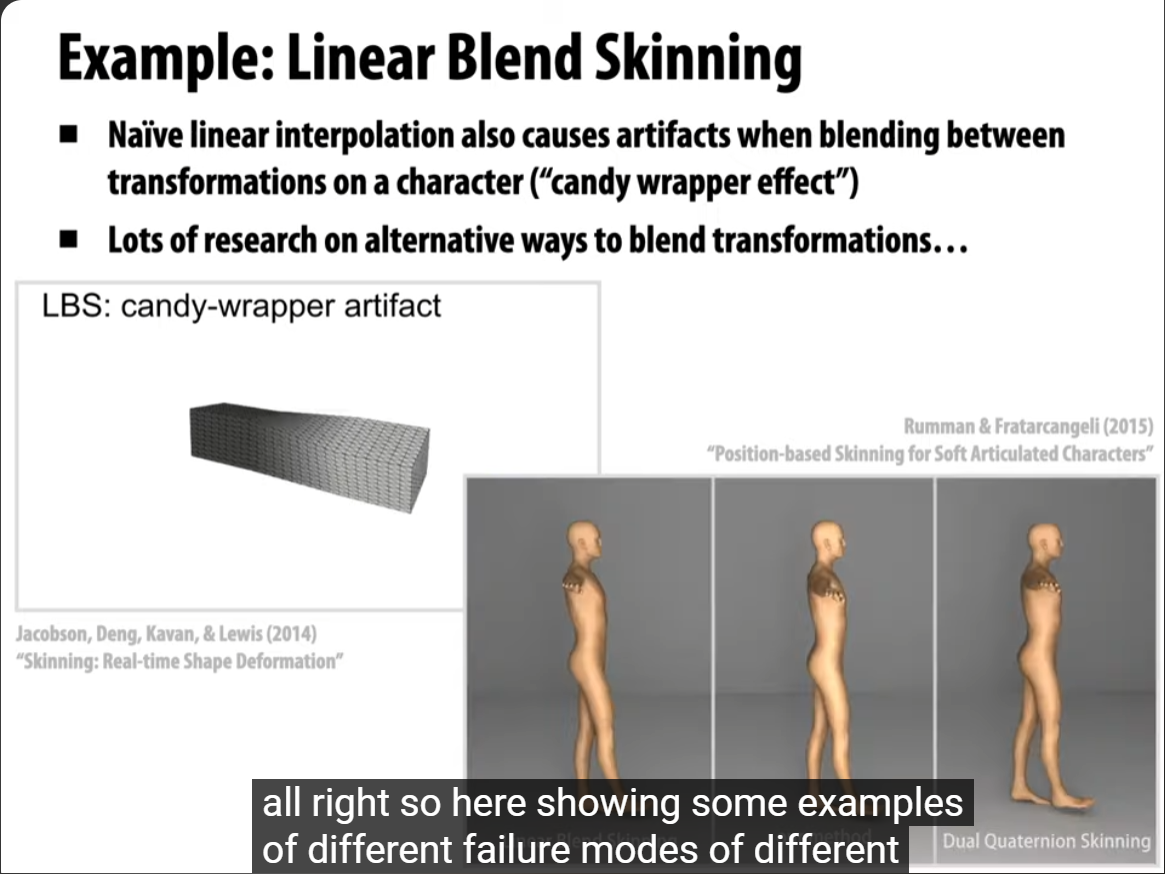 Example: Linear Blend Skinning
■ Naïve linear interpolation also causes artifacts when blending between
transformations on a character (“candy wrapper effect”)
■ Lots of research on alternative ways to blend transformations…
LBS: candy-wrapper artifact
Rumman & Fratarcangeli (2015)
“Position-based Skinning for Soft Articulated Characters”
Jacobson, Deng, Kavan, & Lewis (2014)
“Skinning: Real-time Shape Deformation”
Linear Blend Skinning
method
Dual Quaternion Skinning
all right so here showing some examples
of different failure modes of different